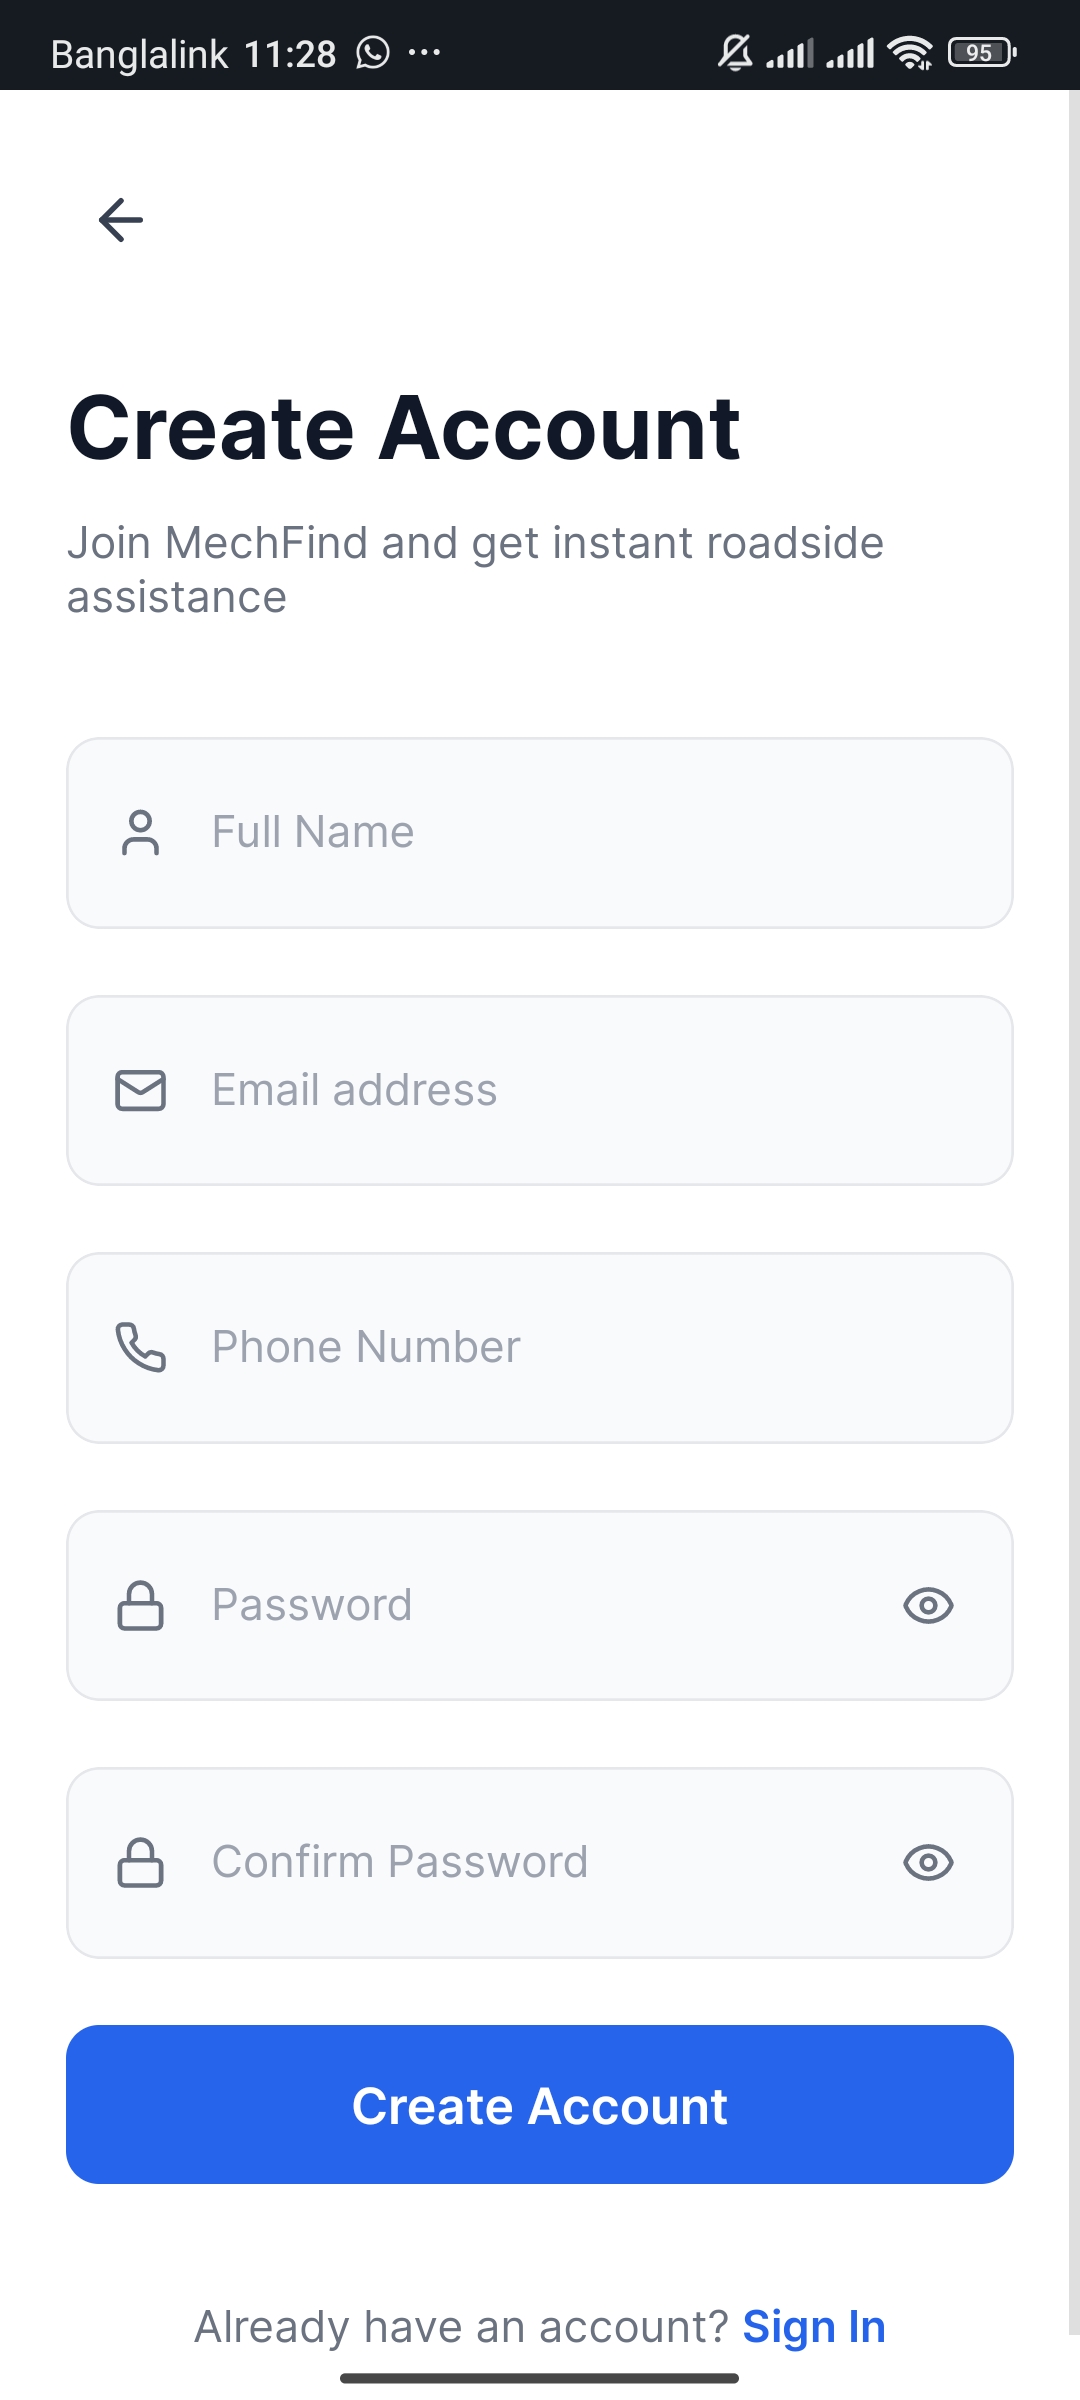 Banglalink 11:28 ...
95
Create Account
Join MechFind and get instant roadside
assistance
Full Name
Email address
Phone Number
Password
Confirm Password
Create Account
Already have an account? Sign In